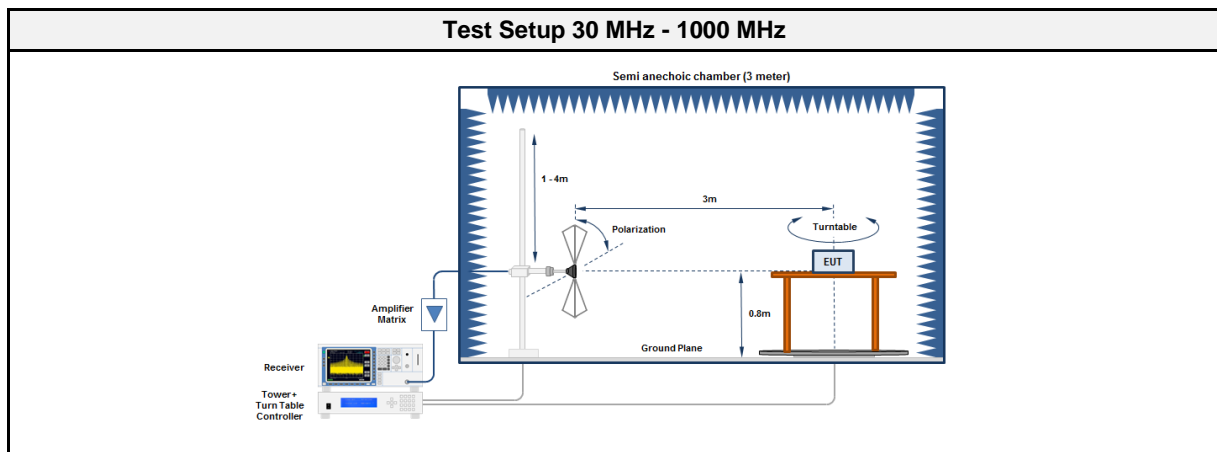 Test Setup 30 MHz - 1000 MHz
Semi anechoic chamber (3 meter)
1 - 4m
3m
Polarization
Turntable
EUT
Amplifier
Matrix
0.8m
Ground Plane
Receiver
Tower+
Turn Table
Controller